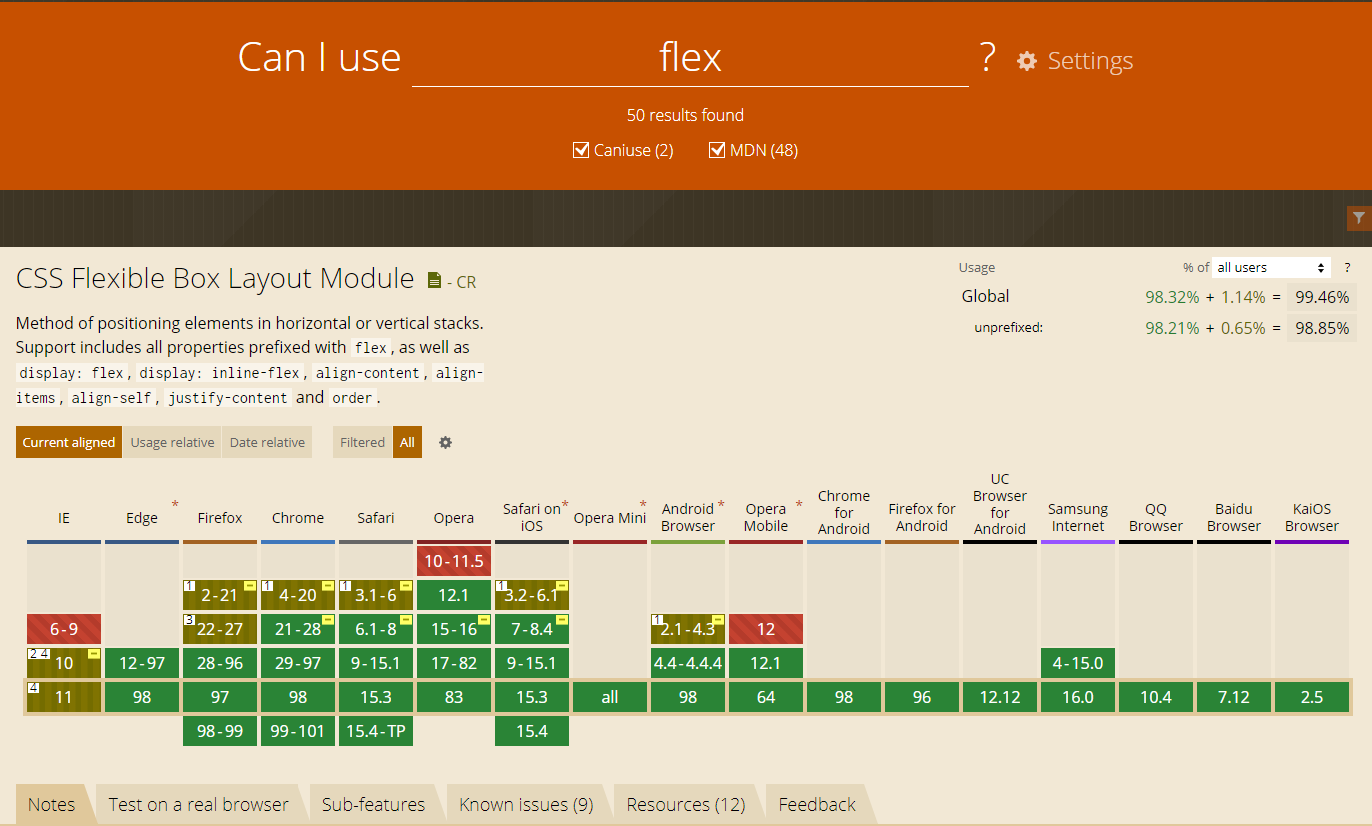 Can I use flex ? Settings
50 results found
Caniuse (2) MDN (48)
CSS Flexible Box Layout Module - CR
Usage % of all users ?
Global 98.32% + 1.14% = 99.46%
unprefixed: 98.21% + 0.65% = 98.85%
Method of positioning elements in horizontal or vertical stacks.
Support includes all properties prefixed with flex, as well as
display: flex, display: inline-flex, align-content, align-
items, align-self, justify-content and order.
Current aligned Usage relative Date relative Filtered All
IE Edge * Firefox Chrome Safari Opera Safari on iOS * Opera Mini * Android Browser * Opera Mobile * Chrome for Android Firefox for Android UC Browser for Android Samsung Internet QQ Browser Baidu Browser KaiOS Browser
10-11.5
1 2-21 1 4-20 1 3.1-6 12.1 1 3.2-6.1
6-9 3 22-27 21-28 6.1-8 15-16 7-8.4 1 2.1-4.3 12
2 4 10 12-97 28-96 29-97 9-15.1 17-82 9-15.1 4.4-4.4.4 12.1 4-15.0
4 11 98 97 98 15.3 83 15.3 all 98 64 98 96 12.12 16.0 10.4 7.12 2.5
98-99 99-101 15.4-TP 15.4
Notes Test on a real browser Sub-features Known issues (9) Resources (12) Feedback